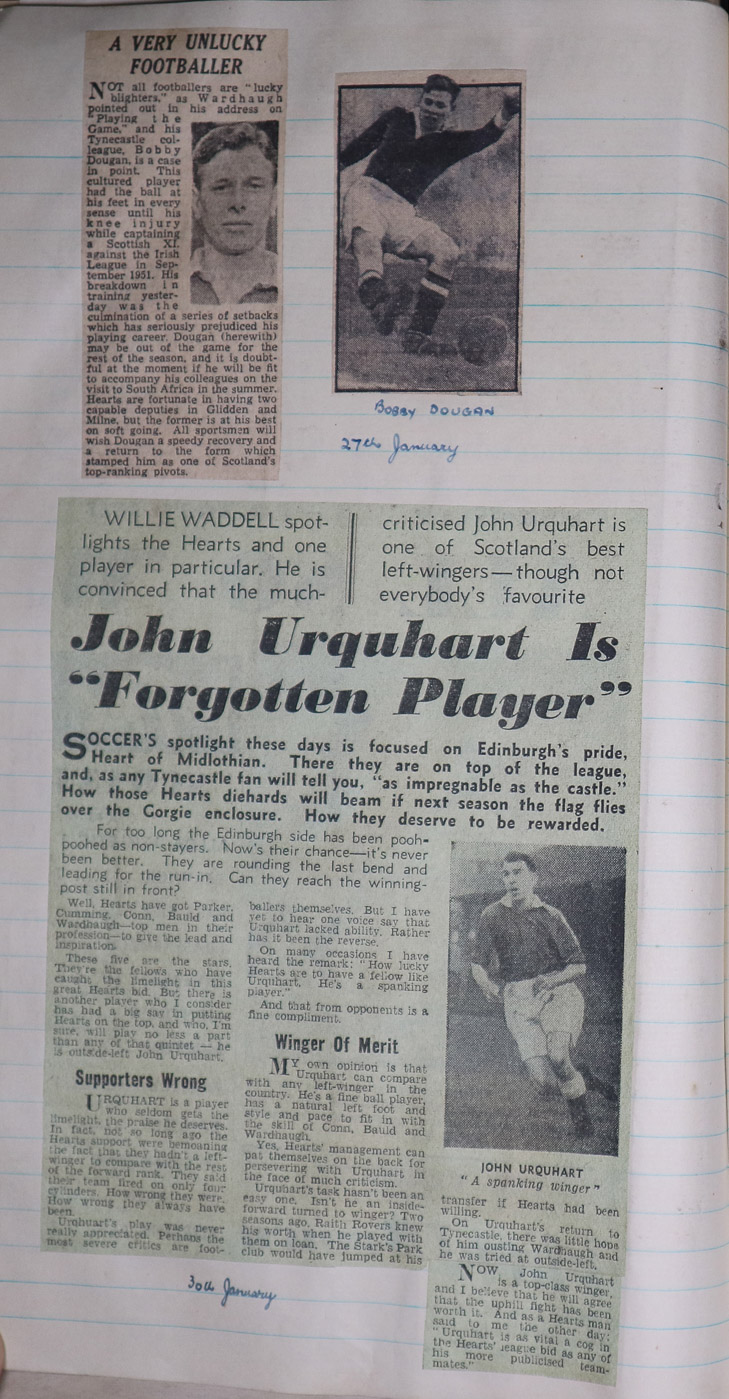 A VERY UNLUCKY
FOOTBALLER
NOT all footballers are "lucky
blighters," as Wardhaugh
pointed out in his address on
"Playing the
Game," and his
Tynecastle col-
league, Bobby
Dougan, is a case
in point. This
cultured player
had the ball at
his feet in every
sense until his
knee injury
while captaining
a Scottish XI.
against the Irish
League in Sep-
tember 1951. His
breakdown in
training yester-
day was the
culmination of a series of setbacks
which has seriously prejudiced his
playing career. Dougan (herewith)
may be out of the game for the
rest of the season, and it is doubt-
ful at the moment if he will be fit
to accompany his colleagues on the
visit to South Africa in the summer.
Hearts are fortunate in having two
capable deputies in Glidden and
Milne, but the former is at his best
on soft going. All sportsmen will
wish Dougan a speedy recovery and
a return to the form which
stamped him as one of Scotland's
top-ranking pivots.
BOBBY DOUGAN
27th January
WILLIE WADDELL spot-
lights the Hearts and one
player in particular. He is
convinced that the much-
criticised John Urquhart is
one of Scotland's best
left-wingers—though not
everybody's favourite
John Urquhart Is
"Forgotten Player"
SOCCER'S spotlight these days is focused on Edinburgh's pride,
Heart of Midlothian. There they are on top of the league,
and, as any Tynecastle fan will tell you, "as impregnable as the castle."
How those Hearts diehards will beam if next season the flag flies
over the Gorgie enclosure. How they deserve to be rewarded.
For too long the Edinburgh side has been pooh-
poohed as non-stayers. Now's their chance—it's never
been better. They are rounding the last bend and
leading for the run-in. Can they reach the winning-
post still in front?
Well, Hearts have got Parker,
Cumming, Conn, Bauld and
Wardhaugh—top men in their
profession—to give the lead and
inspiration.
These five are the stars.
They're the fellows who have
caught the limelight in this
great Hearts bid. But there is
another player who I consider
has had a big say in putting
Hearts on the top, and who, I'm
sure, will play no less a part
than any of that quintet — he
is outside-left John Urquhart.
Supporters Wrong
URQUHART is a player
who seldom gets the
limelight, the praise he deserves.
In fact, not so long ago the
Hearts support were bemoaning
the fact that they hadn't a left-
winger to compare with the rest
of the forward rank. They said
their team fired on only four
cylinders. How wrong they were.
How wrong they always have
been.
Urquhart's play was never
really appreciated. Perhaps the
most severe critics are foot-
ballers themselves. But I have
yet to hear one voice say that
Urquhart lacked ability. Rather
has it been the reverse.
On many occasions I have
heard the remark: "How lucky
Hearts are to have a fellow like
Urquhart. He's a spanking
player."
And that from opponents is a
fine compliment.
Winger Of Merit
MY own opinion is that
Urquhart can compare
with any left-winger in the
country. He's a fine ball player,
has a natural left foot and
style and pace to fit in with
the skill of Conn, Bauld and
Wardhaugh.
Yes, Hearts' management can
pat themselves on the back for
persevering with Urquhart in
the face of much criticism.
Urquhart's task hasn't been an
easy one. Isn't he an inside-
forward turned to winger? Two
seasons ago, Raith Rovers knew
his worth when he played with
them on loan. The Stark's Park
club would have jumped at his
JOHN URQUHART
"A spanking winger"
transfer if Hearts had been
willing.
On Urquhart's return to
Tynecastle, there was little hope
of him ousting Wardhaugh and
he was tried at outside-left.
NOW John Urquhart
is a top-class winger,
and I believe that he will agree
that the uphill fight has been
worth it. And as a Hearts man
said to me the other day:
"Urquhart is as vital a cog in
the Hearts' league bid as any of
his more publicised team-
mates."
30th January